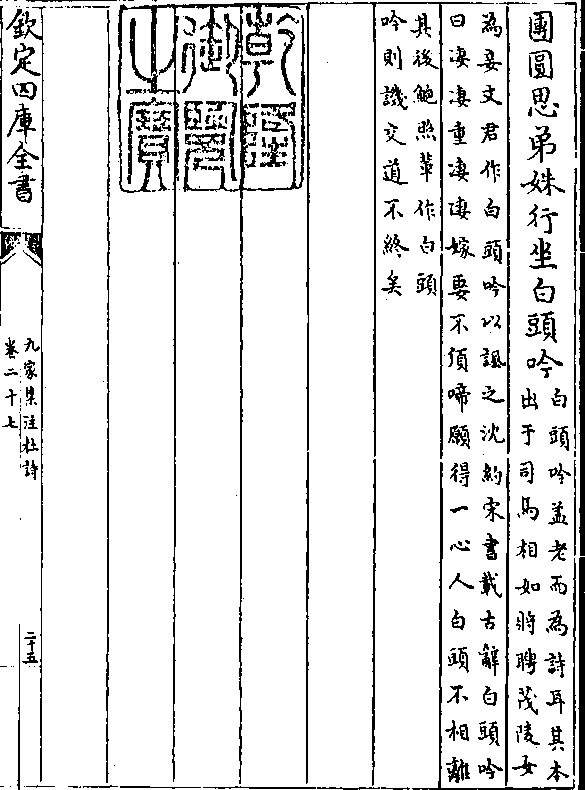 團圓思弟妹行坐白頭吟
白頭吟蓋老而為詩耳其本
出于司馬相如將聘茂陵女
為妾文君作白頭吟以諷之沈約宋書載古辭白頭吟
曰凄凄重凄凄嫁娶不須啼願得一心人白頭不相離
其後鮑照輩作白頭
吟則譏交道不終矣
乾隆
御覽
之寶
欽定四庫全書
九家集注杜詩
卷二十七
二十五